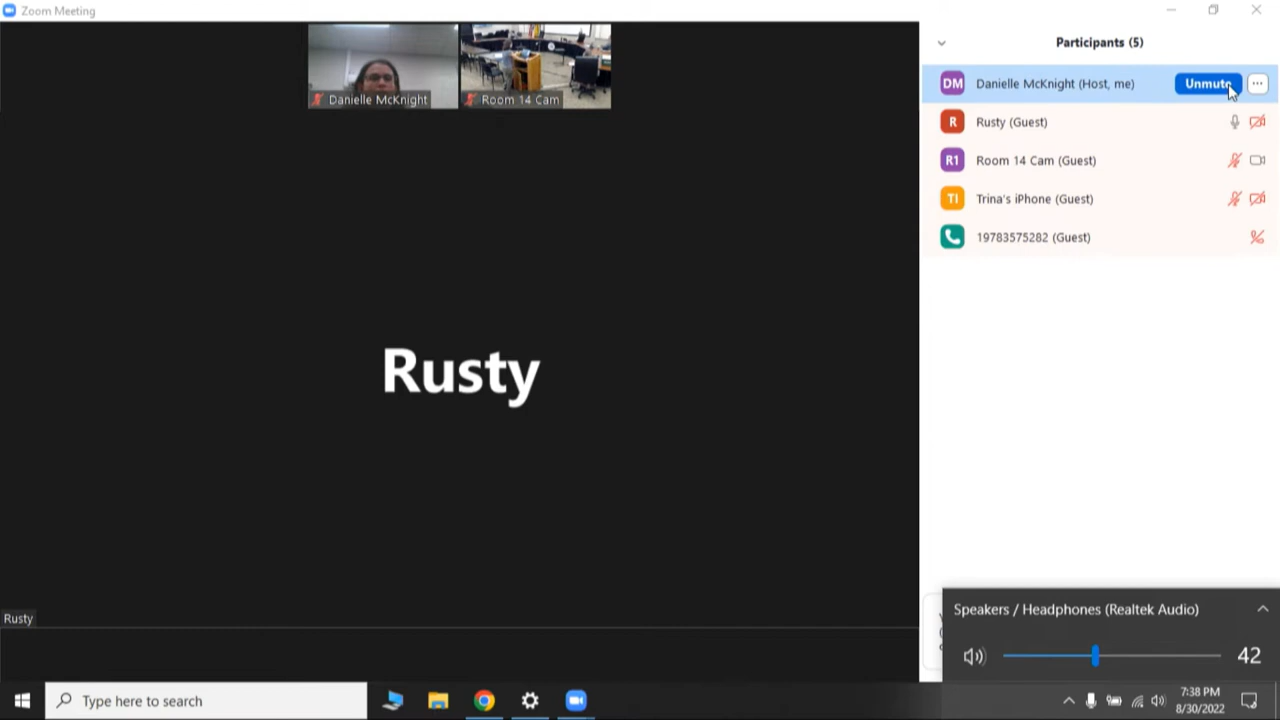 Zoom Meeting
Danielle McKnight
Room 14 Cam
Rusty
Rusty
Participants (5)
DM Danielle McKnight (Host, me) Unmute
R Rusty (Guest)
R1 Room 14 Cam (Guest)
TI Trina's iPhone (Guest)
19783575282 (Guest)
Speakers / Headphones (Realtek Audio)
42
Type here to search
7:38 PM
8/30/2022